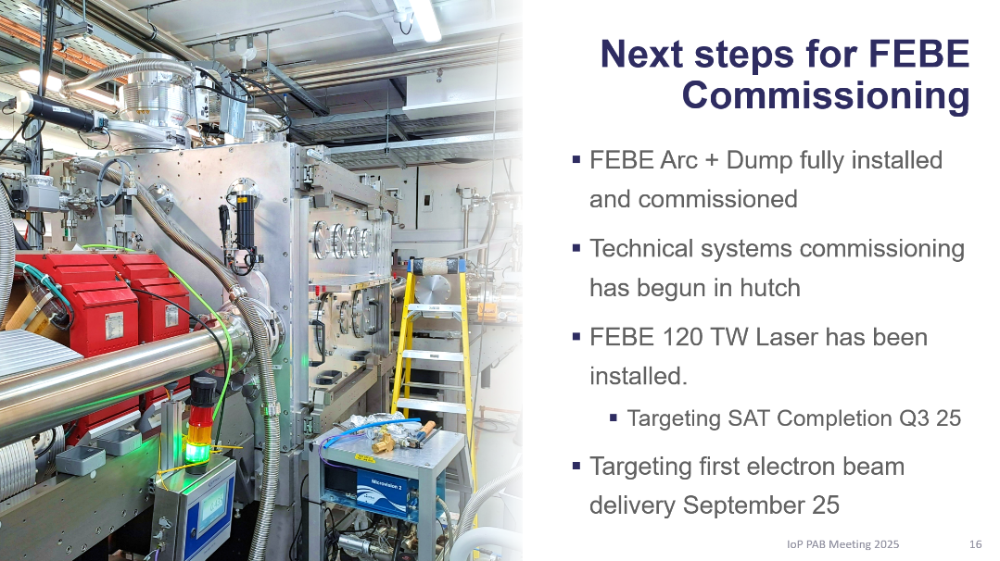 Next steps for FEBE
Commissioning
▪ FEBE Arc + Dump fully installed
and commissioned
▪ Technical systems commissioning
has begun in hutch
▪ FEBE 120 TW Laser has been
installed.
▪ Targeting SAT Completion Q3 25
▪ Targeting first electron beam
delivery September 25
Microvision 2
IoP PAB Meeting 2025
16